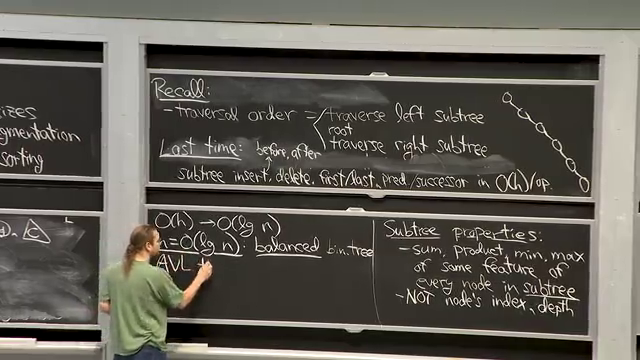 sizes
gmentation
sorting
Recall:
- traversal order = < traverse left subtree
root
traverse right subtree
Last time: before, after
subtree insert, delete, first/last, pred./successor in O(h)/op.
O(h) → O(lg n)
= O(lg n): balanced bin. tree
AVL
Subtree properties:
- sum, product, min, max
of some feature of
every node in subtree
- NOT node's index, depth